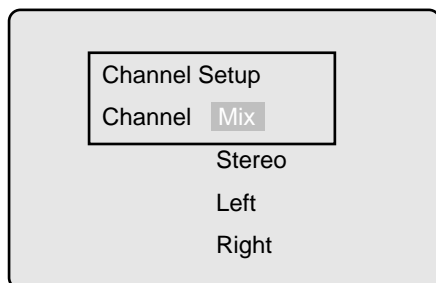 Channel Setup
Channel Mix
Stereo
Left
Right